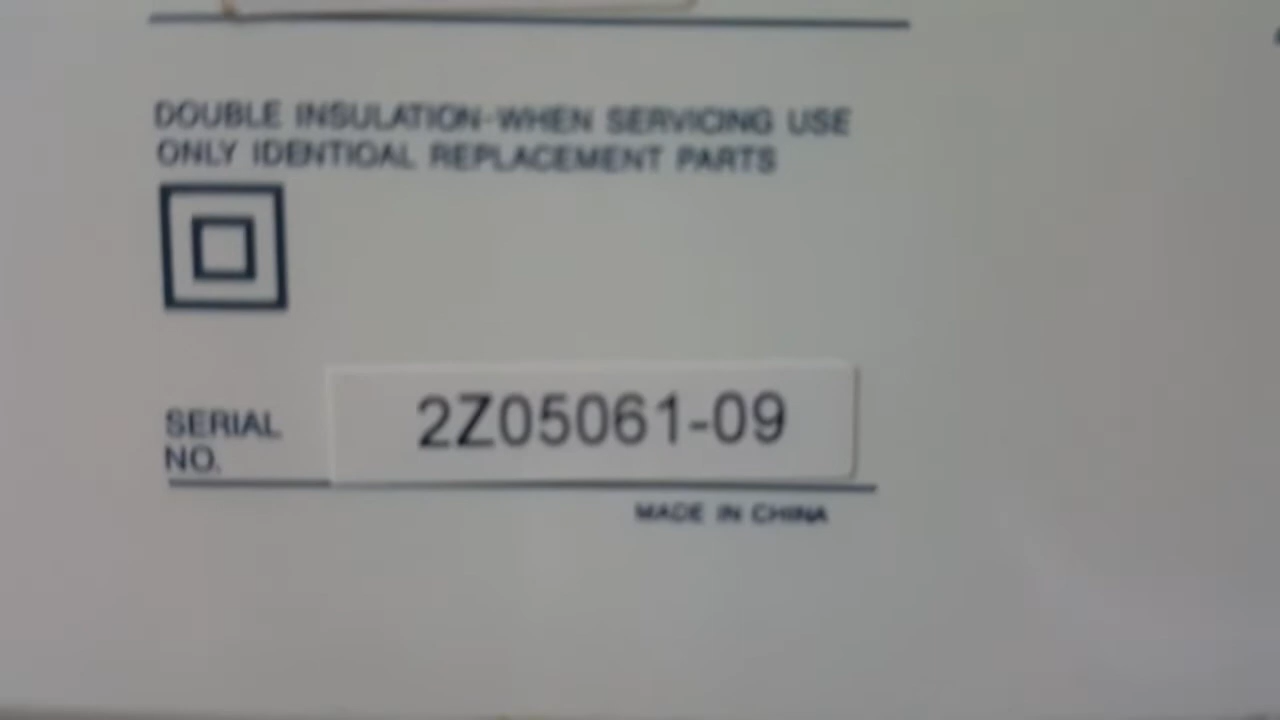 DOUBLE INSULATION-WHEN SERVICING USE
ONLY IDENTICAL REPLACEMENT PARTS
SERIAL
NO.
2Z05061-09
MADE IN CHINA